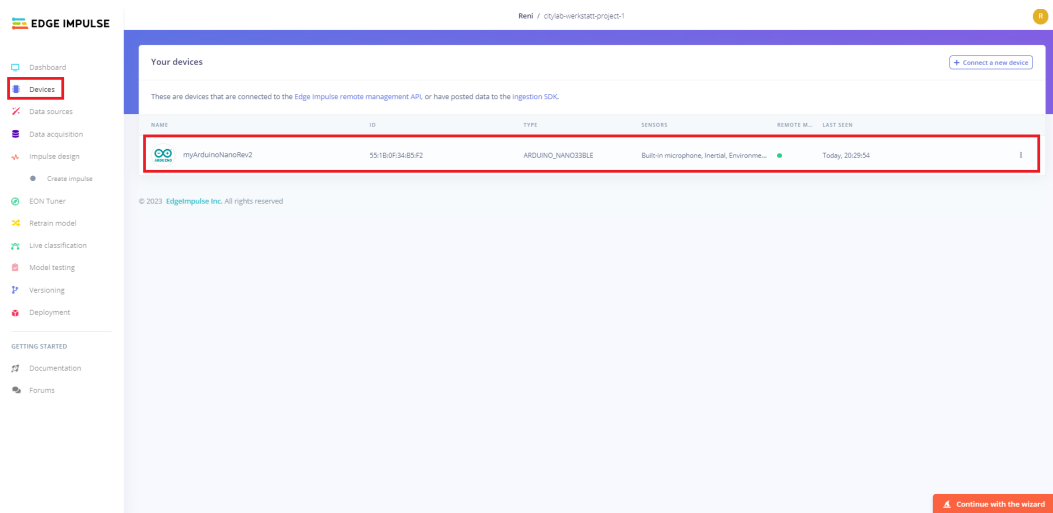 EDGE IMPULSE
Reni / citylab-werkstatt-project-1
R
Dashboard
Devices
Data sources
Data acquisition
Impulse design
Create impulse
EON Tuner
Retrain model
Live classification
Model testing
Versioning
Deployment
GETTING STARTED
Documentation
Forums
Your devices
+ Connect a new device
These are devices that are connected to the Edge Impulse remote management API, or have posted data to the ingestion SDK.
NAME ID TYPE SENSORS REMOTE M... LAST SEEN
ARDUINO myArduinoNanoRev2 55:1B:0F:34:B5:F2 ARDUINO_NANO33BLE Built-in microphone, Inertial, Environme... Today, 20:29:54
© 2023 EdgeImpulse Inc. All rights reserved
Continue with the wizard